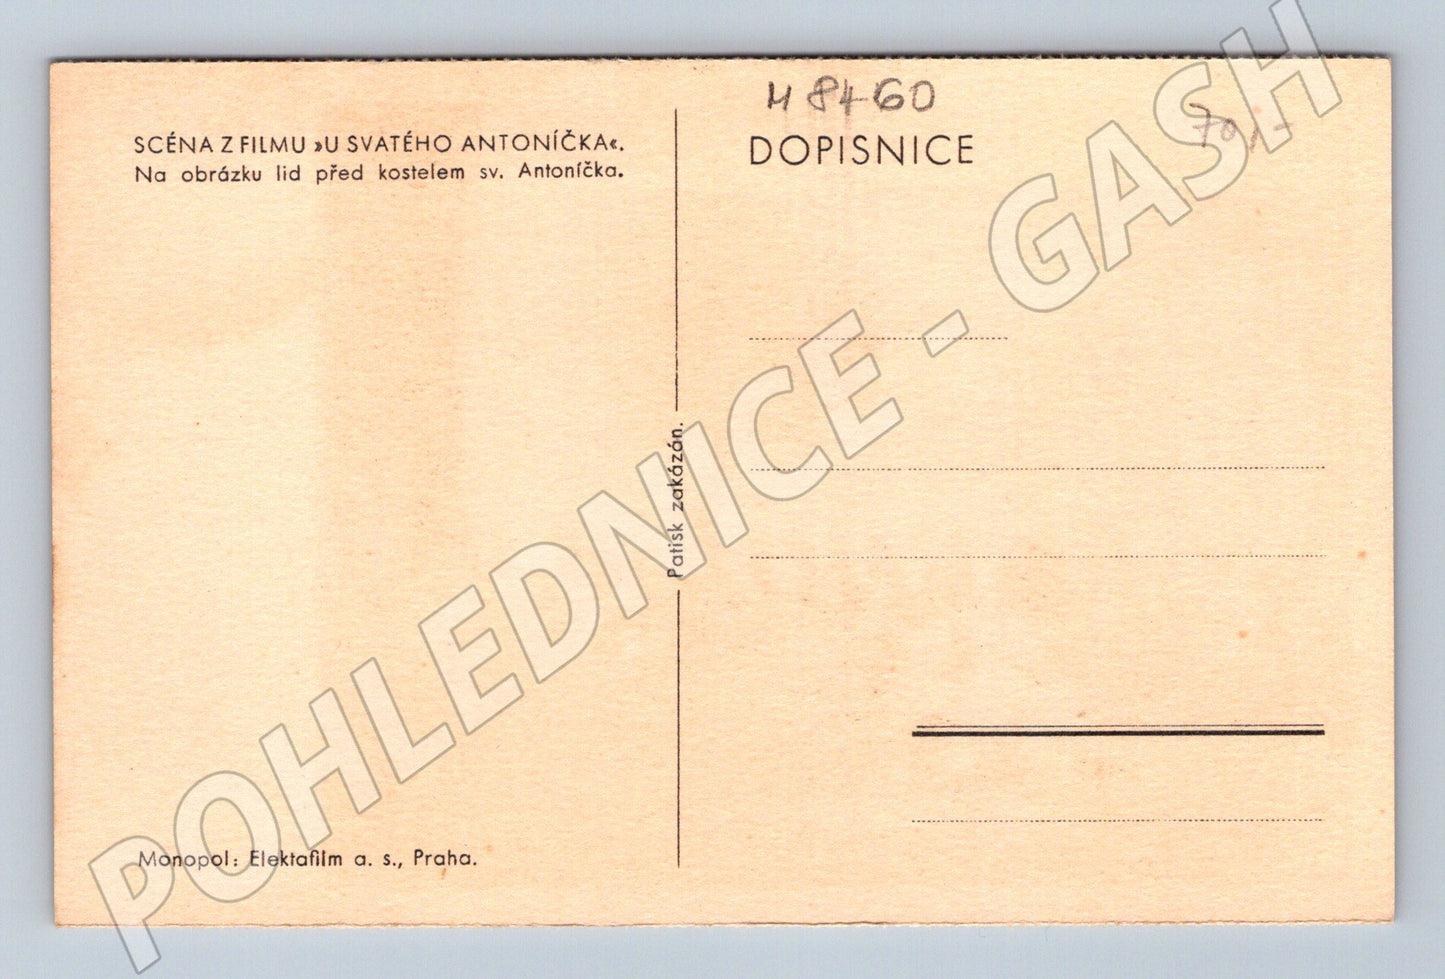 SCÉNA Z FILMU »U SVATÉHO ANTONÍČKA«.
Na obrázku lid před kostelem sv. Antoníčka.
Monopol: Elektafilm a. s., Praha.
Patisk zakázán.
M 8460
DOPISNICE
70,-
POHLEDNICE - GASH